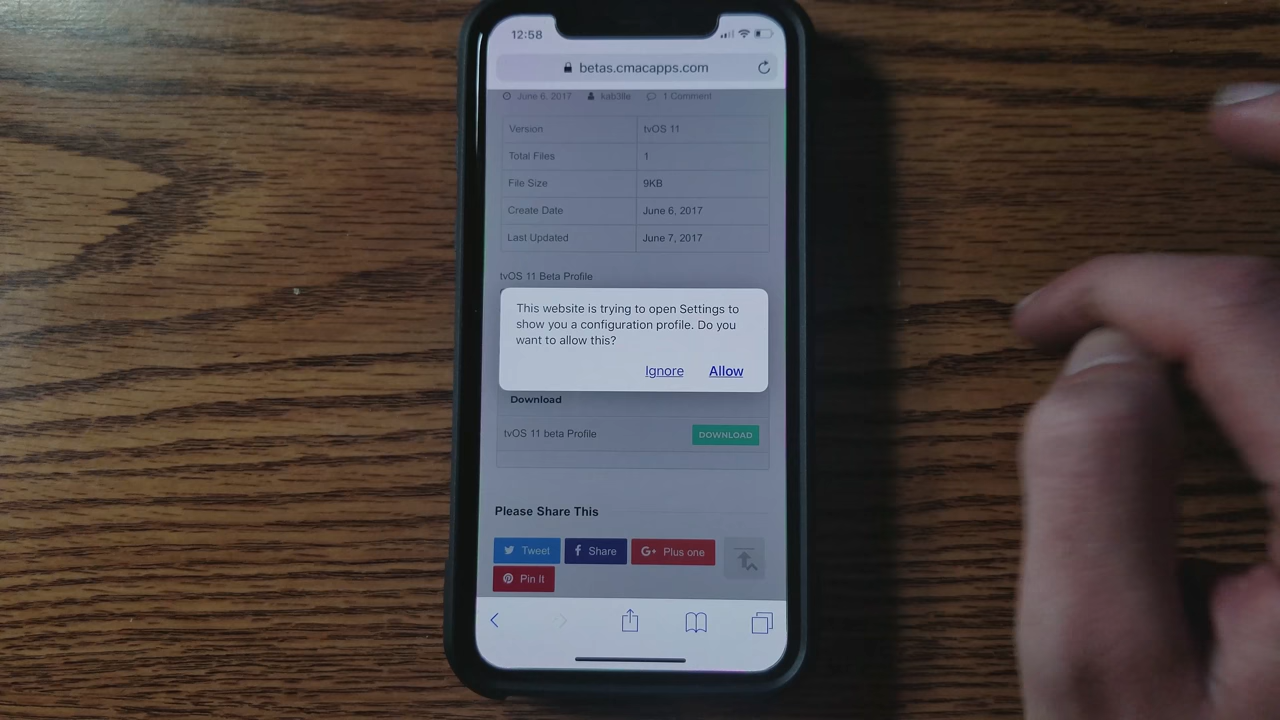 12:58
betas.cmacapps.com
June 6, 2017 kab3lle 1 Comment
Version tvOS 11
Total Files 1
File Size 9KB
Create Date June 6, 2017
Last Updated June 7, 2017
tvOS 11 Beta Profile
This website is trying to open Settings to
show you a configuration profile. Do you
want to allow this?
Ignore Allow
Download
tvOS 11 beta Profile DOWNLOAD
Please Share This
Tweet Share G+ Plus one
Pin It